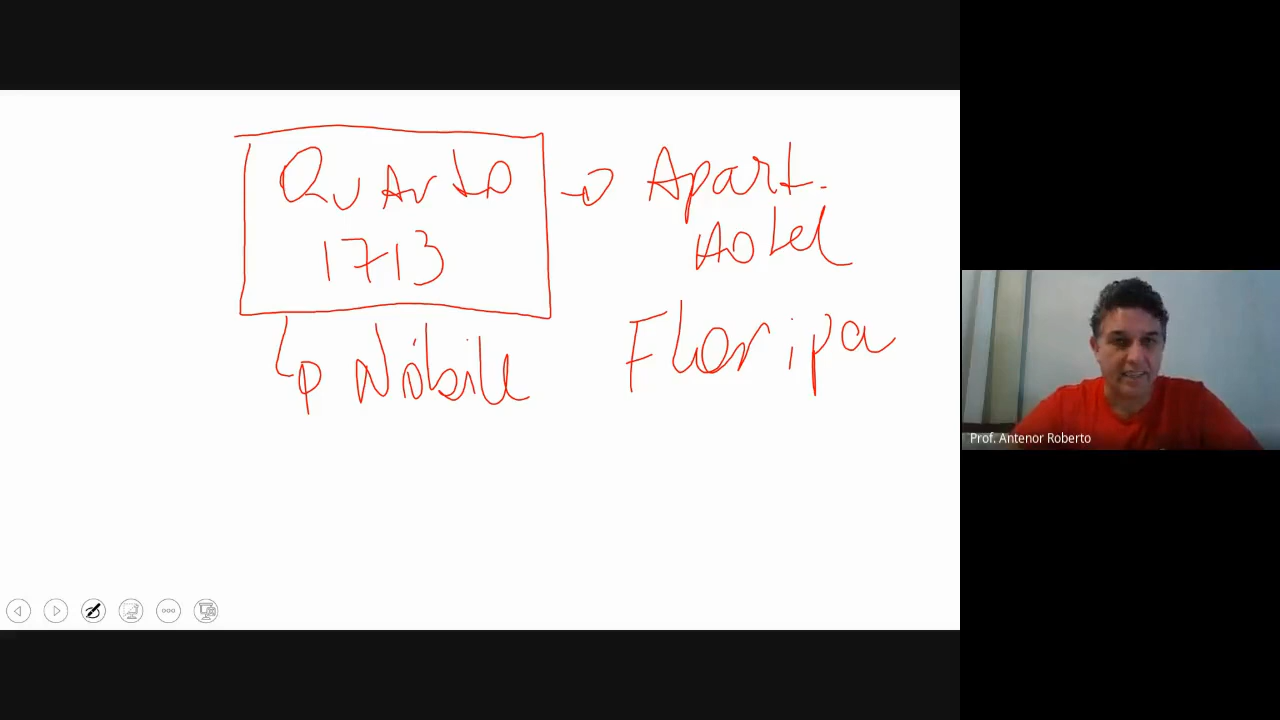 Quarto
1713
→ Apart.
Hotel
↳ Nóbile
Floripa
Prof. Antenor Roberto